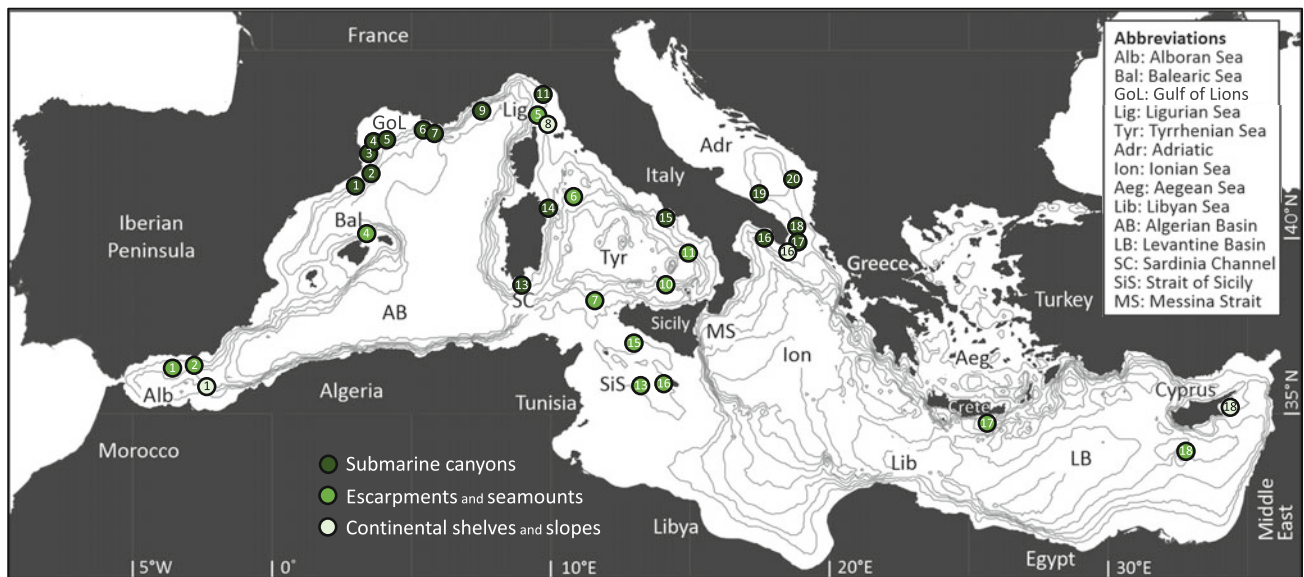 France
Abbreviations
Alb: Alboran Sea
Bal: Balearic Sea
GoL: Gulf of Lions
Lig: Ligurian Sea
Tyr: Tyrrhenian Sea
Adr: Adriatic
Ion: Ionian Sea
Aeg: Aegean Sea
Lib: Libyan Sea
AB: Algerian Basin
LB: Levantine Basin
SC: Sardinia Channel
SiS: Strait of Sicily
MS: Messina Strait
11
9
Lig
5
8
GoL
6
7
4
5
3
2
1
Adr
Italy
20
19
6
14
15
Iberian
Peninsula
Bal
4
40°N
18
16
17
16
11
Tyr
Greece
13
SC
10
7
Turkey
AB
Sicily
MS
15
Ion
Aeg
1
2
1
Alb
Algeria
SiS
13
16
Tunisia
Crete
17
Cyprus
18
35°N
Morocco
18
LB
Lib
Submarine canyons
Escarpments and seamounts
Continental shelves and slopes
Libya
Egypt
Middle
East
5°W
0°
10°E
20°E
30°E